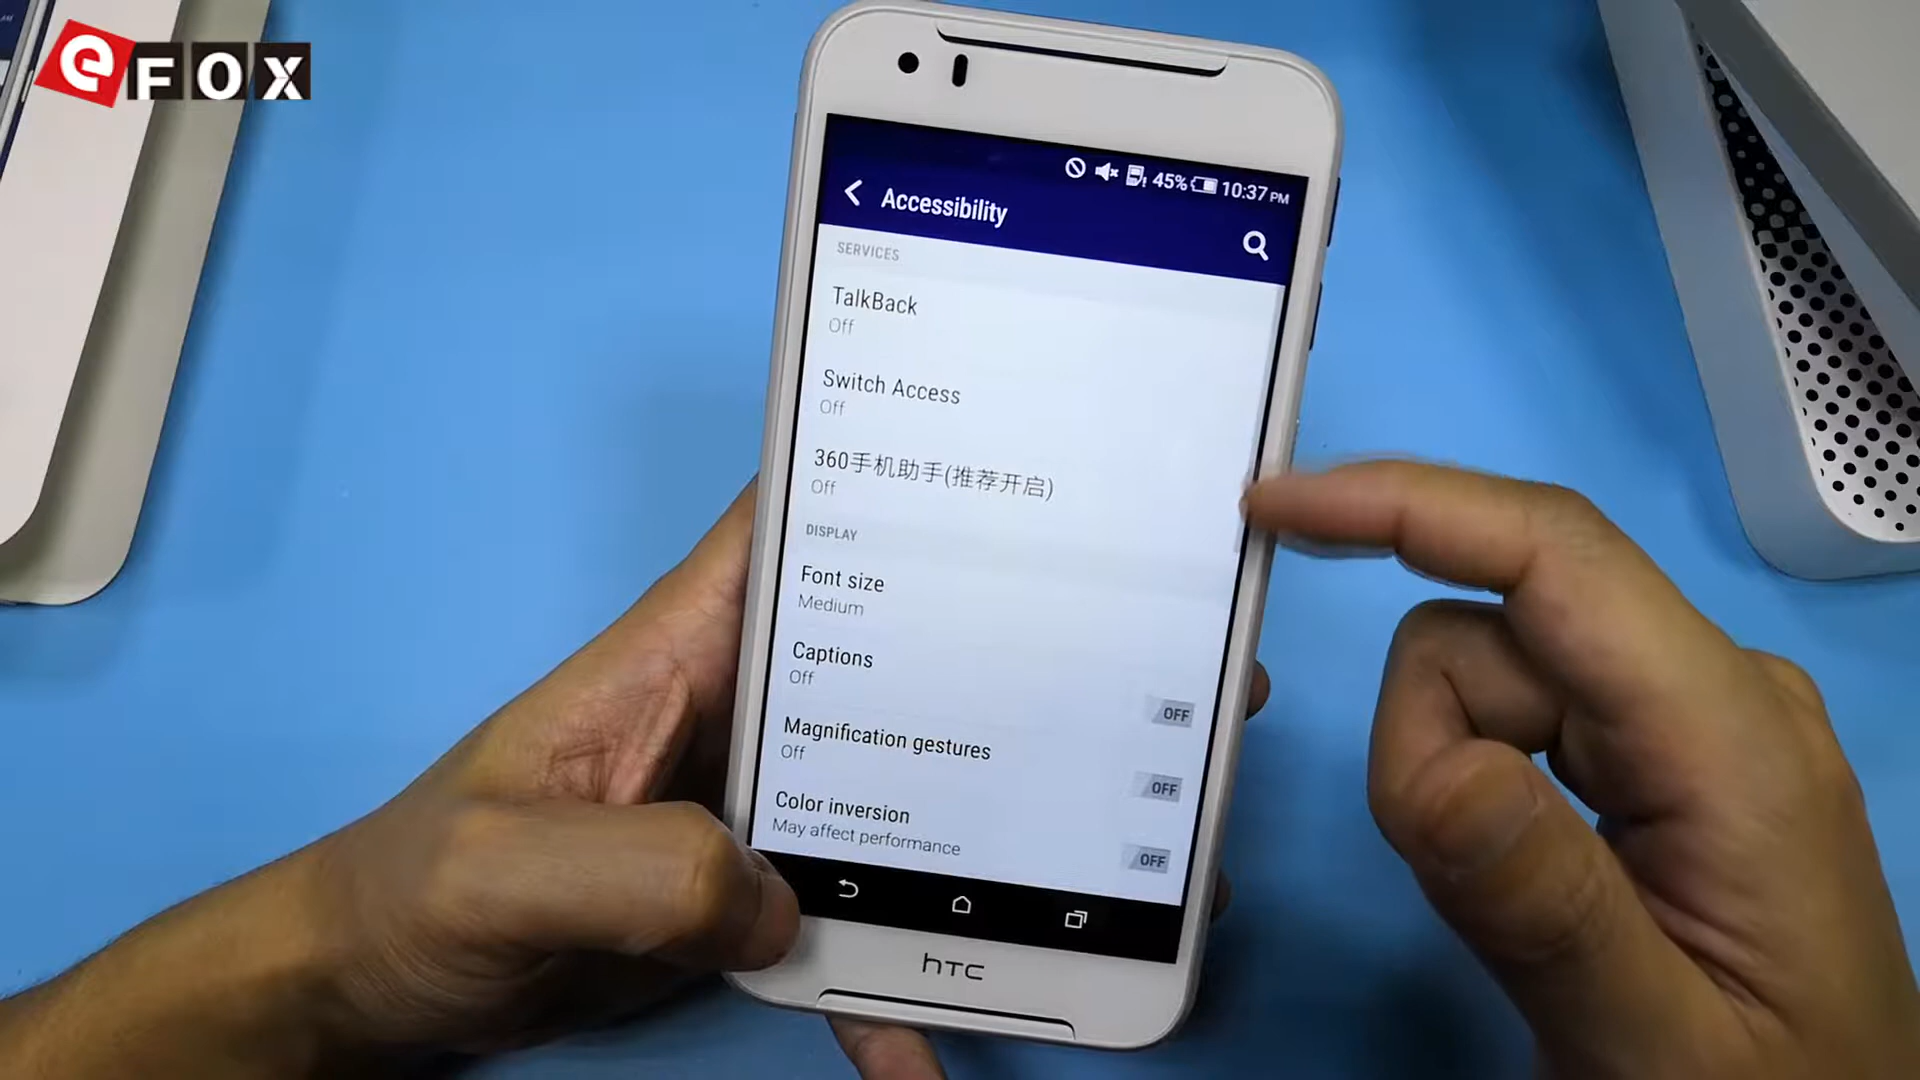 eFOX
45% 10:37 PM
Accessibility
SERVICES
TalkBack
Off
Switch Access
Off
360手机助手(推荐开启)
Off
DISPLAY
Font size
Medium
Captions
Off
OFF
Magnification gestures
Off
OFF
Color inversion
May affect performance
OFF
hTC